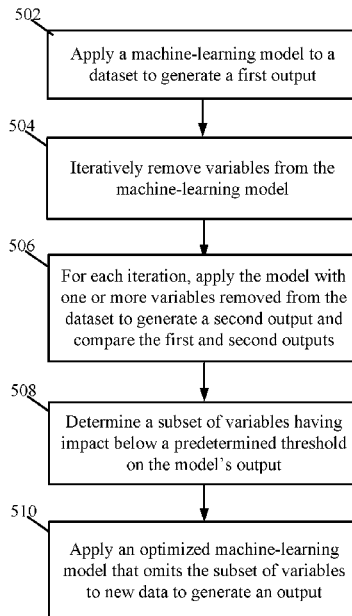 502
Apply a machine-learning model to a
dataset to generate a first output
504
Iteratively remove variables from the
machine-learning model
506
For each iteration, apply the model with
one or more variables removed from the
dataset to generate a second output and
compare the first and second outputs
508
Determine a subset of variables having
impact below a predetermined threshold
on the model's output
510
Apply an optimized machine-learning
model that omits the subset of variables
to new data to generate an output